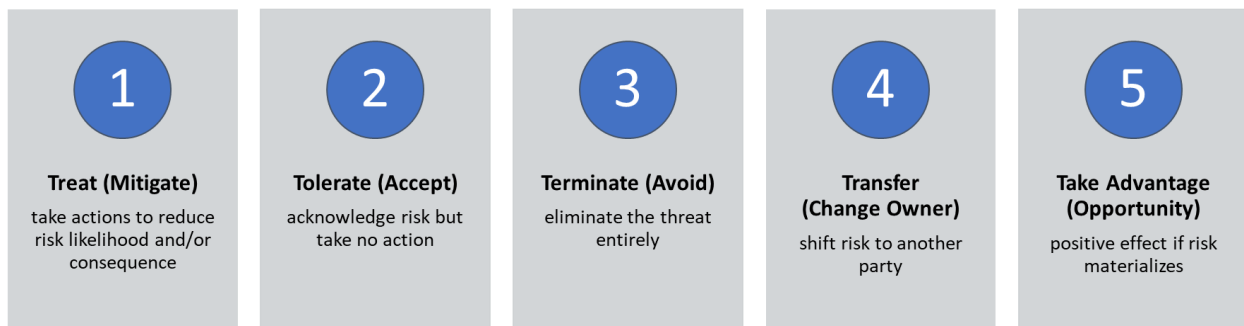 1
Treat (Mitigate)
take actions to reduce
risk likelihood and/or
consequence
2
Tolerate (Accept)
acknowledge risk but
take no action
3
Terminate (Avoid)
eliminate the threat
entirely
4
Transfer
(Change Owner)
shift risk to another
party
5
Take Advantage
(Opportunity)
positive effect if risk
materializes